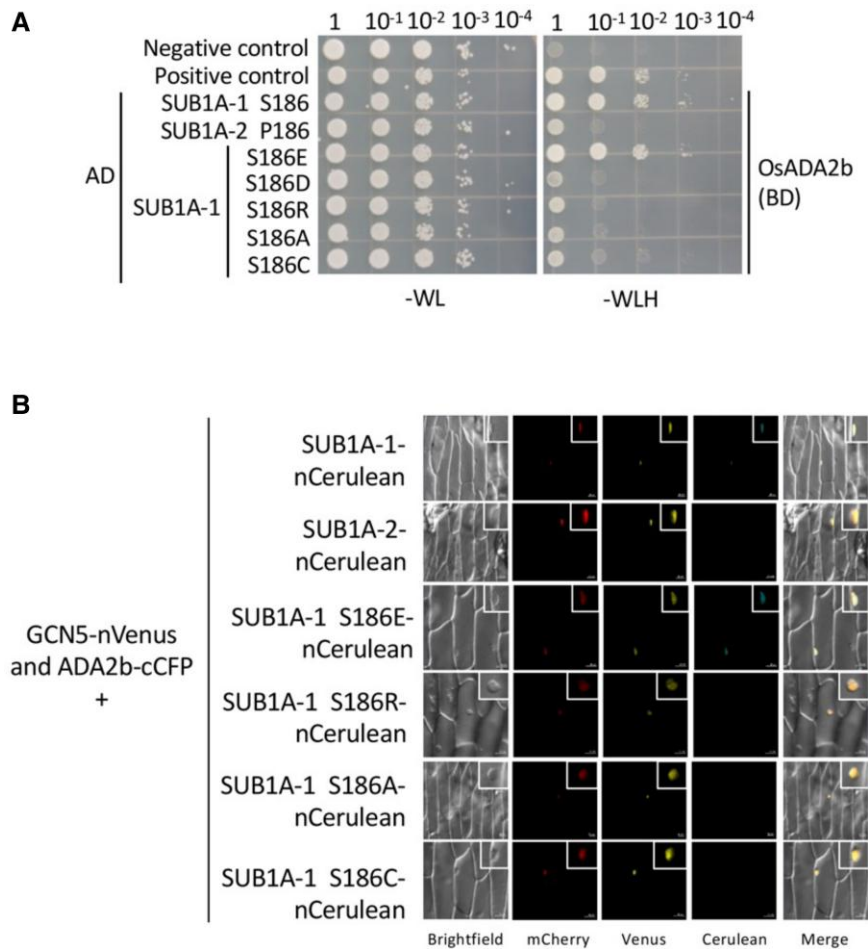 A
1 10⁻¹ 10⁻² 10⁻³ 10⁻⁴ 1 10⁻¹ 10⁻² 10⁻³ 10⁻⁴
Negative control
Positive control
SUB1A-1 S186
SUB1A-2 P186
S186E
S186D
S186R
S186A
S186C
AD
SUB1A-1
OsADA2b
(BD)
-WL -WLH
B
GCN5-nVenus
and ADA2b-cCFP
+
SUB1A-1-
nCerulean
SUB1A-2-
nCerulean
SUB1A-1 S186E-
nCerulean
SUB1A-1 S186R-
nCerulean
SUB1A-1 S186A-
nCerulean
SUB1A-1 S186C-
nCerulean
Brightfield mCherry Venus Cerulean Merge